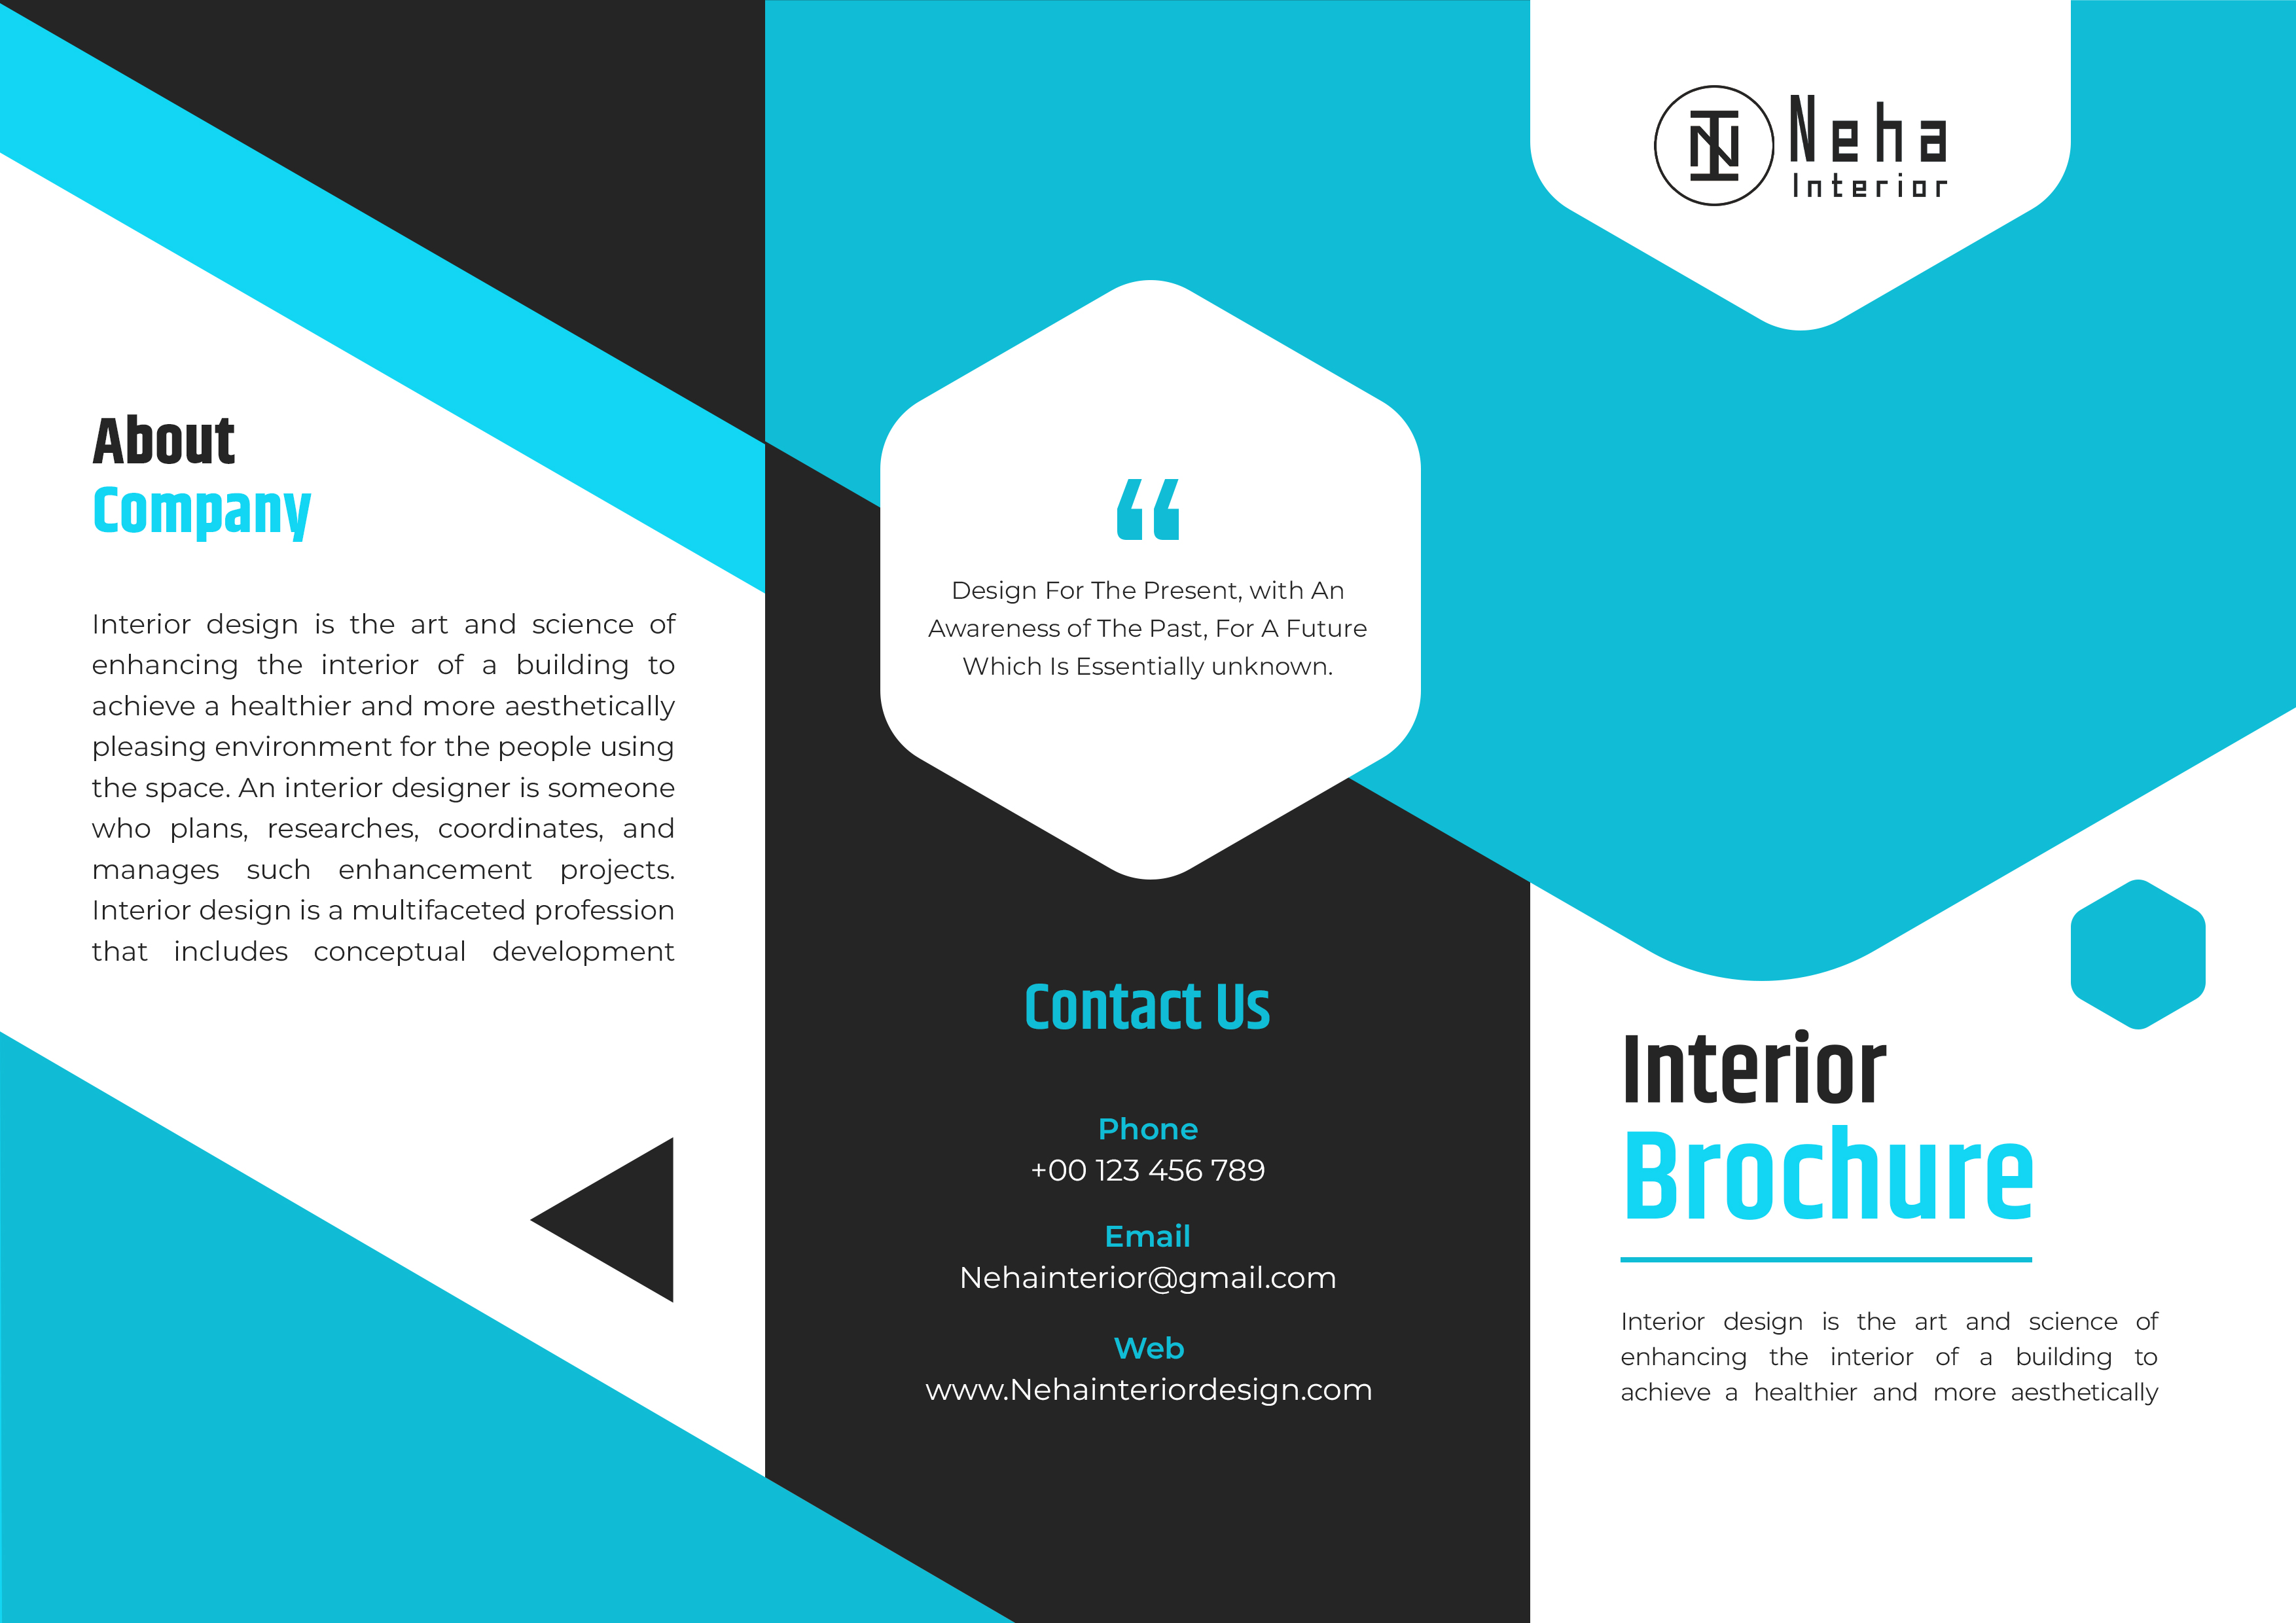 About
Company
Interior design is the art and science of
enhancing the interior of a building to
achieve a healthier and more aesthetically
pleasing environment for the people using
the space. An interior designer is someone
who plans, researches, coordinates, and
manages such enhancement projects.
Interior design is a multifaceted profession
that includes conceptual development
“
Design For The Present, with An
Awareness of The Past, For A Future
Which Is Essentially unknown.
Contact Us
Phone
+00 123 456 789
Email
Nehainterior@gmail.com
Web
www.Nehainteriordesign.com
NI
Neha
Interior
Interior
Brochure
Interior design is the art and science of
enhancing the interior of a building to
achieve a healthier and more aesthetically